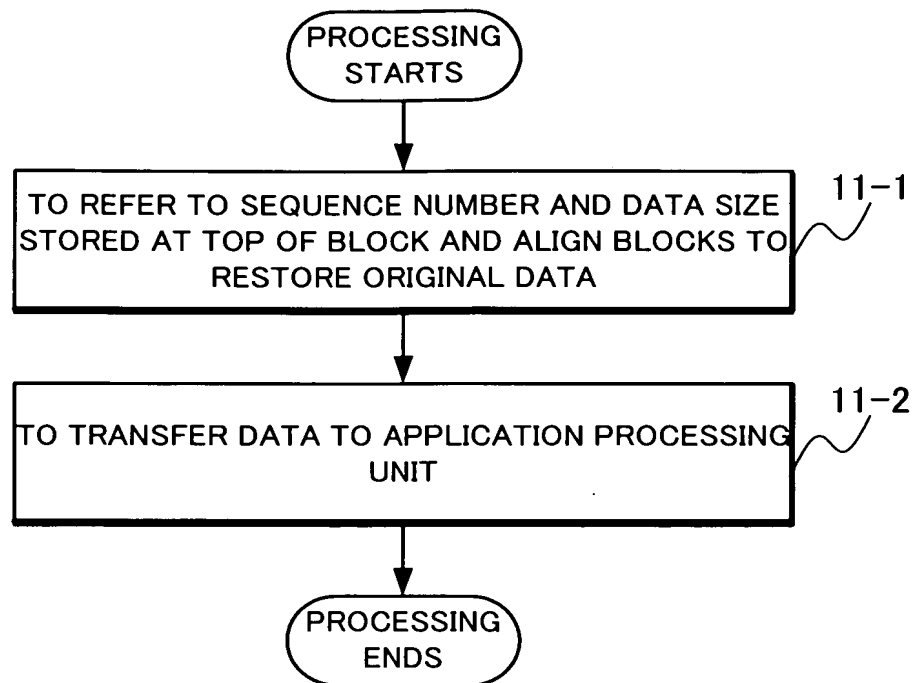 PROCESSING
STARTS
11-1
TO REFER TO SEQUENCE NUMBER AND DATA SIZE
STORED AT TOP OF BLOCK AND ALIGN BLOCKS TO
RESTORE ORIGINAL DATA
11-2
TO TRANSFER DATA TO APPLICATION PROCESSING
UNIT
PROCESSING
ENDS